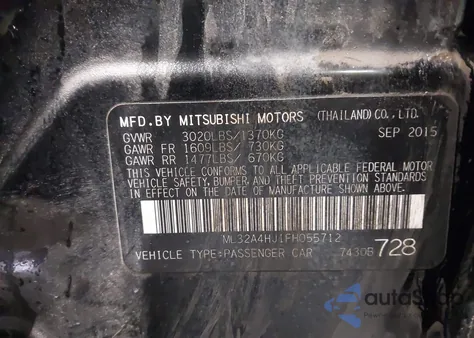 MFD.BY MITSUBISHI MOTORS (THAILAND)CO.,LTD.
GVWR 3020LBS/1370KG SEP 2015
GAWR FR 1609LBS/ 730KG
GAWR RR 1477LBS/ 670KG
THIS VEHICLE CONFORMS TO ALL APPLICABLE FEDERAL MOTOR
VEHICLE SAFETY, BUMPER, AND THEFT PREVENTION STANDARDS
IN EFFECT ON THE DATE OF MANUFACTURE SHOWN ABOVE.
ML32A4HJ1FH055712
VEHICLE TYPE:PASSENGER CAR 7430B 728